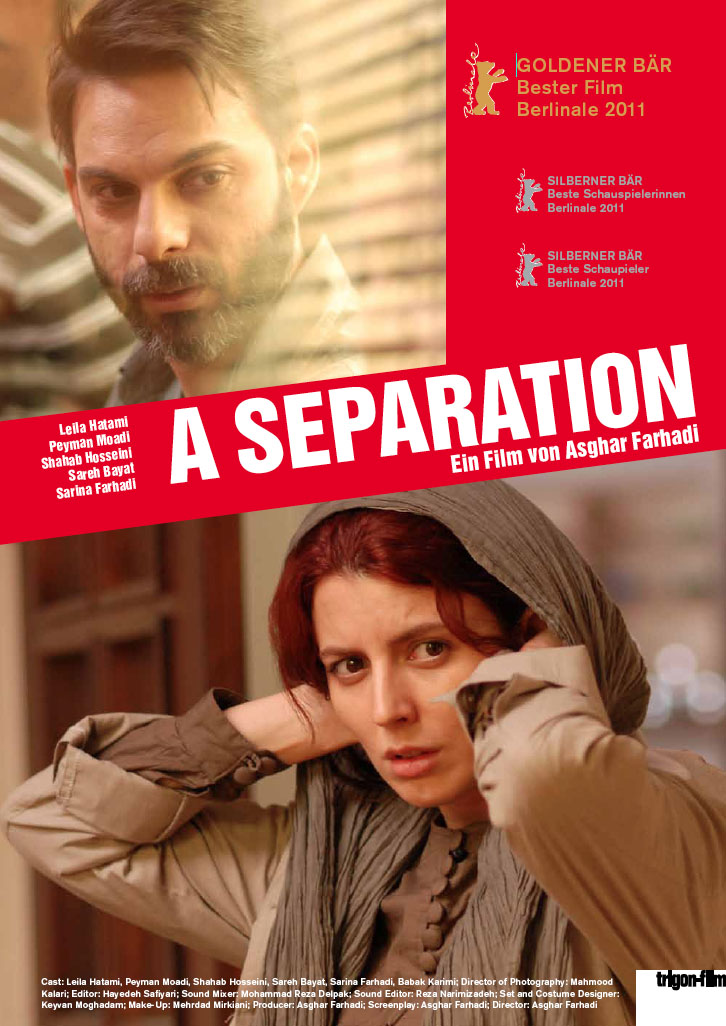 Berlinale
GOLDENER BÄR
Bester Film
Berlinale 2011
Berlinale
SILBERNER BÄR
Beste Schauspielerinnen
Berlinale 2011
Berlinale
SILBERNER BÄR
Beste Schaupieler
Berlinale 2011
Leila Hatami
Peyman Moadi
Shahab Hosseini
Sareh Bayat
Sarina Farhadi
A SEPARATION
Ein Film von Asghar Farhadi
Cast: Leila Hatami, Peyman Moadi, Shahab Hosseini, Sareh Bayat, Sarina Farhadi, Babak Karimi; Director of Photography: Mahmood
Kalari; Editor: Hayedeh Safiyari; Sound Mixer: Mohammad Reza Delpak; Sound Editor: Reza Narimizadeh; Set and Costume Designer:
Keyvan Moghadam; Make-Up: Mehrdad Mirkiani; Producer: Asghar Farhadi; Screenplay: Asghar Farhadi; Director: Asghar Farhadi
trigon-film